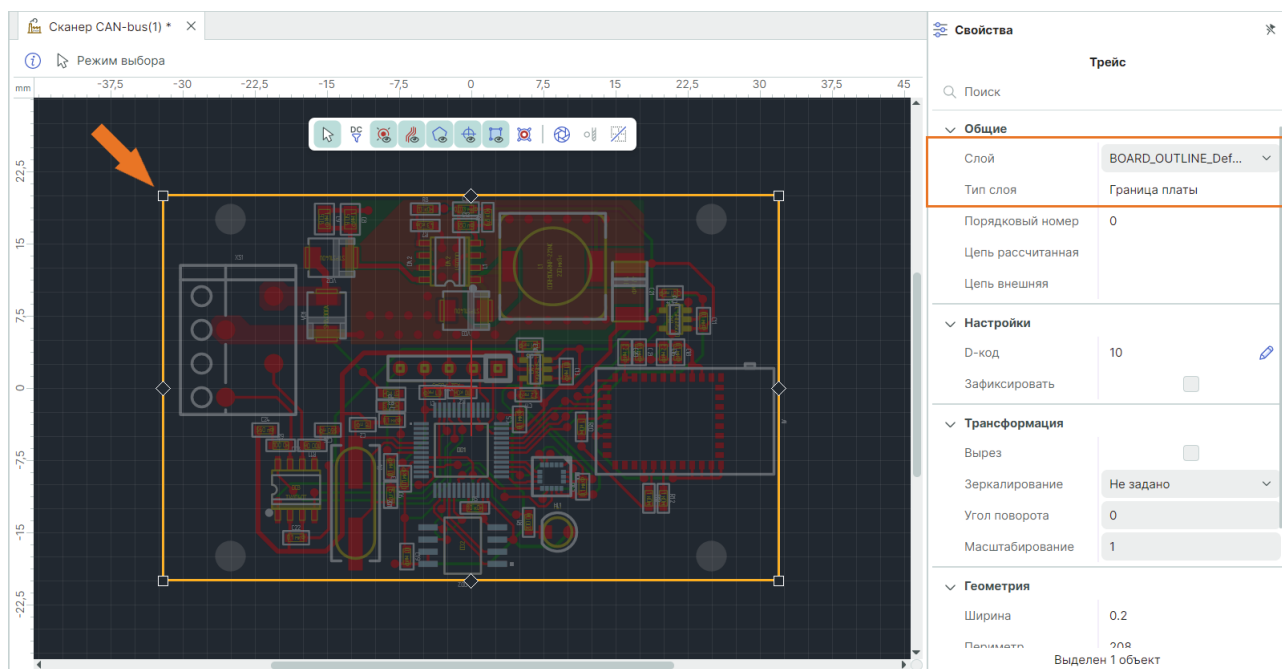 Сканер CAN-bus(1) *
Режим выбора
mm -37,5 -30 -22,5 -15 -7,5 0 7,5 15 22,5 30 37,5 45
DC
22,5
15
7,5
0
-7,5
-15
-22,5
Свойства
Трейс
Поиск
Общие
Слой BOARD_OUTLINE_Def...
Тип слоя Граница платы
Порядковый номер 0
Цепь рассчитанная
Цепь внешняя
Настройки
D-код 10
Зафиксировать
Трансформация
Вырез
Зеркалирование Не задано
Угол поворота 0
Масштабирование 1
Геометрия
Ширина 0.2
Периметр 208
Выделен 1 объект